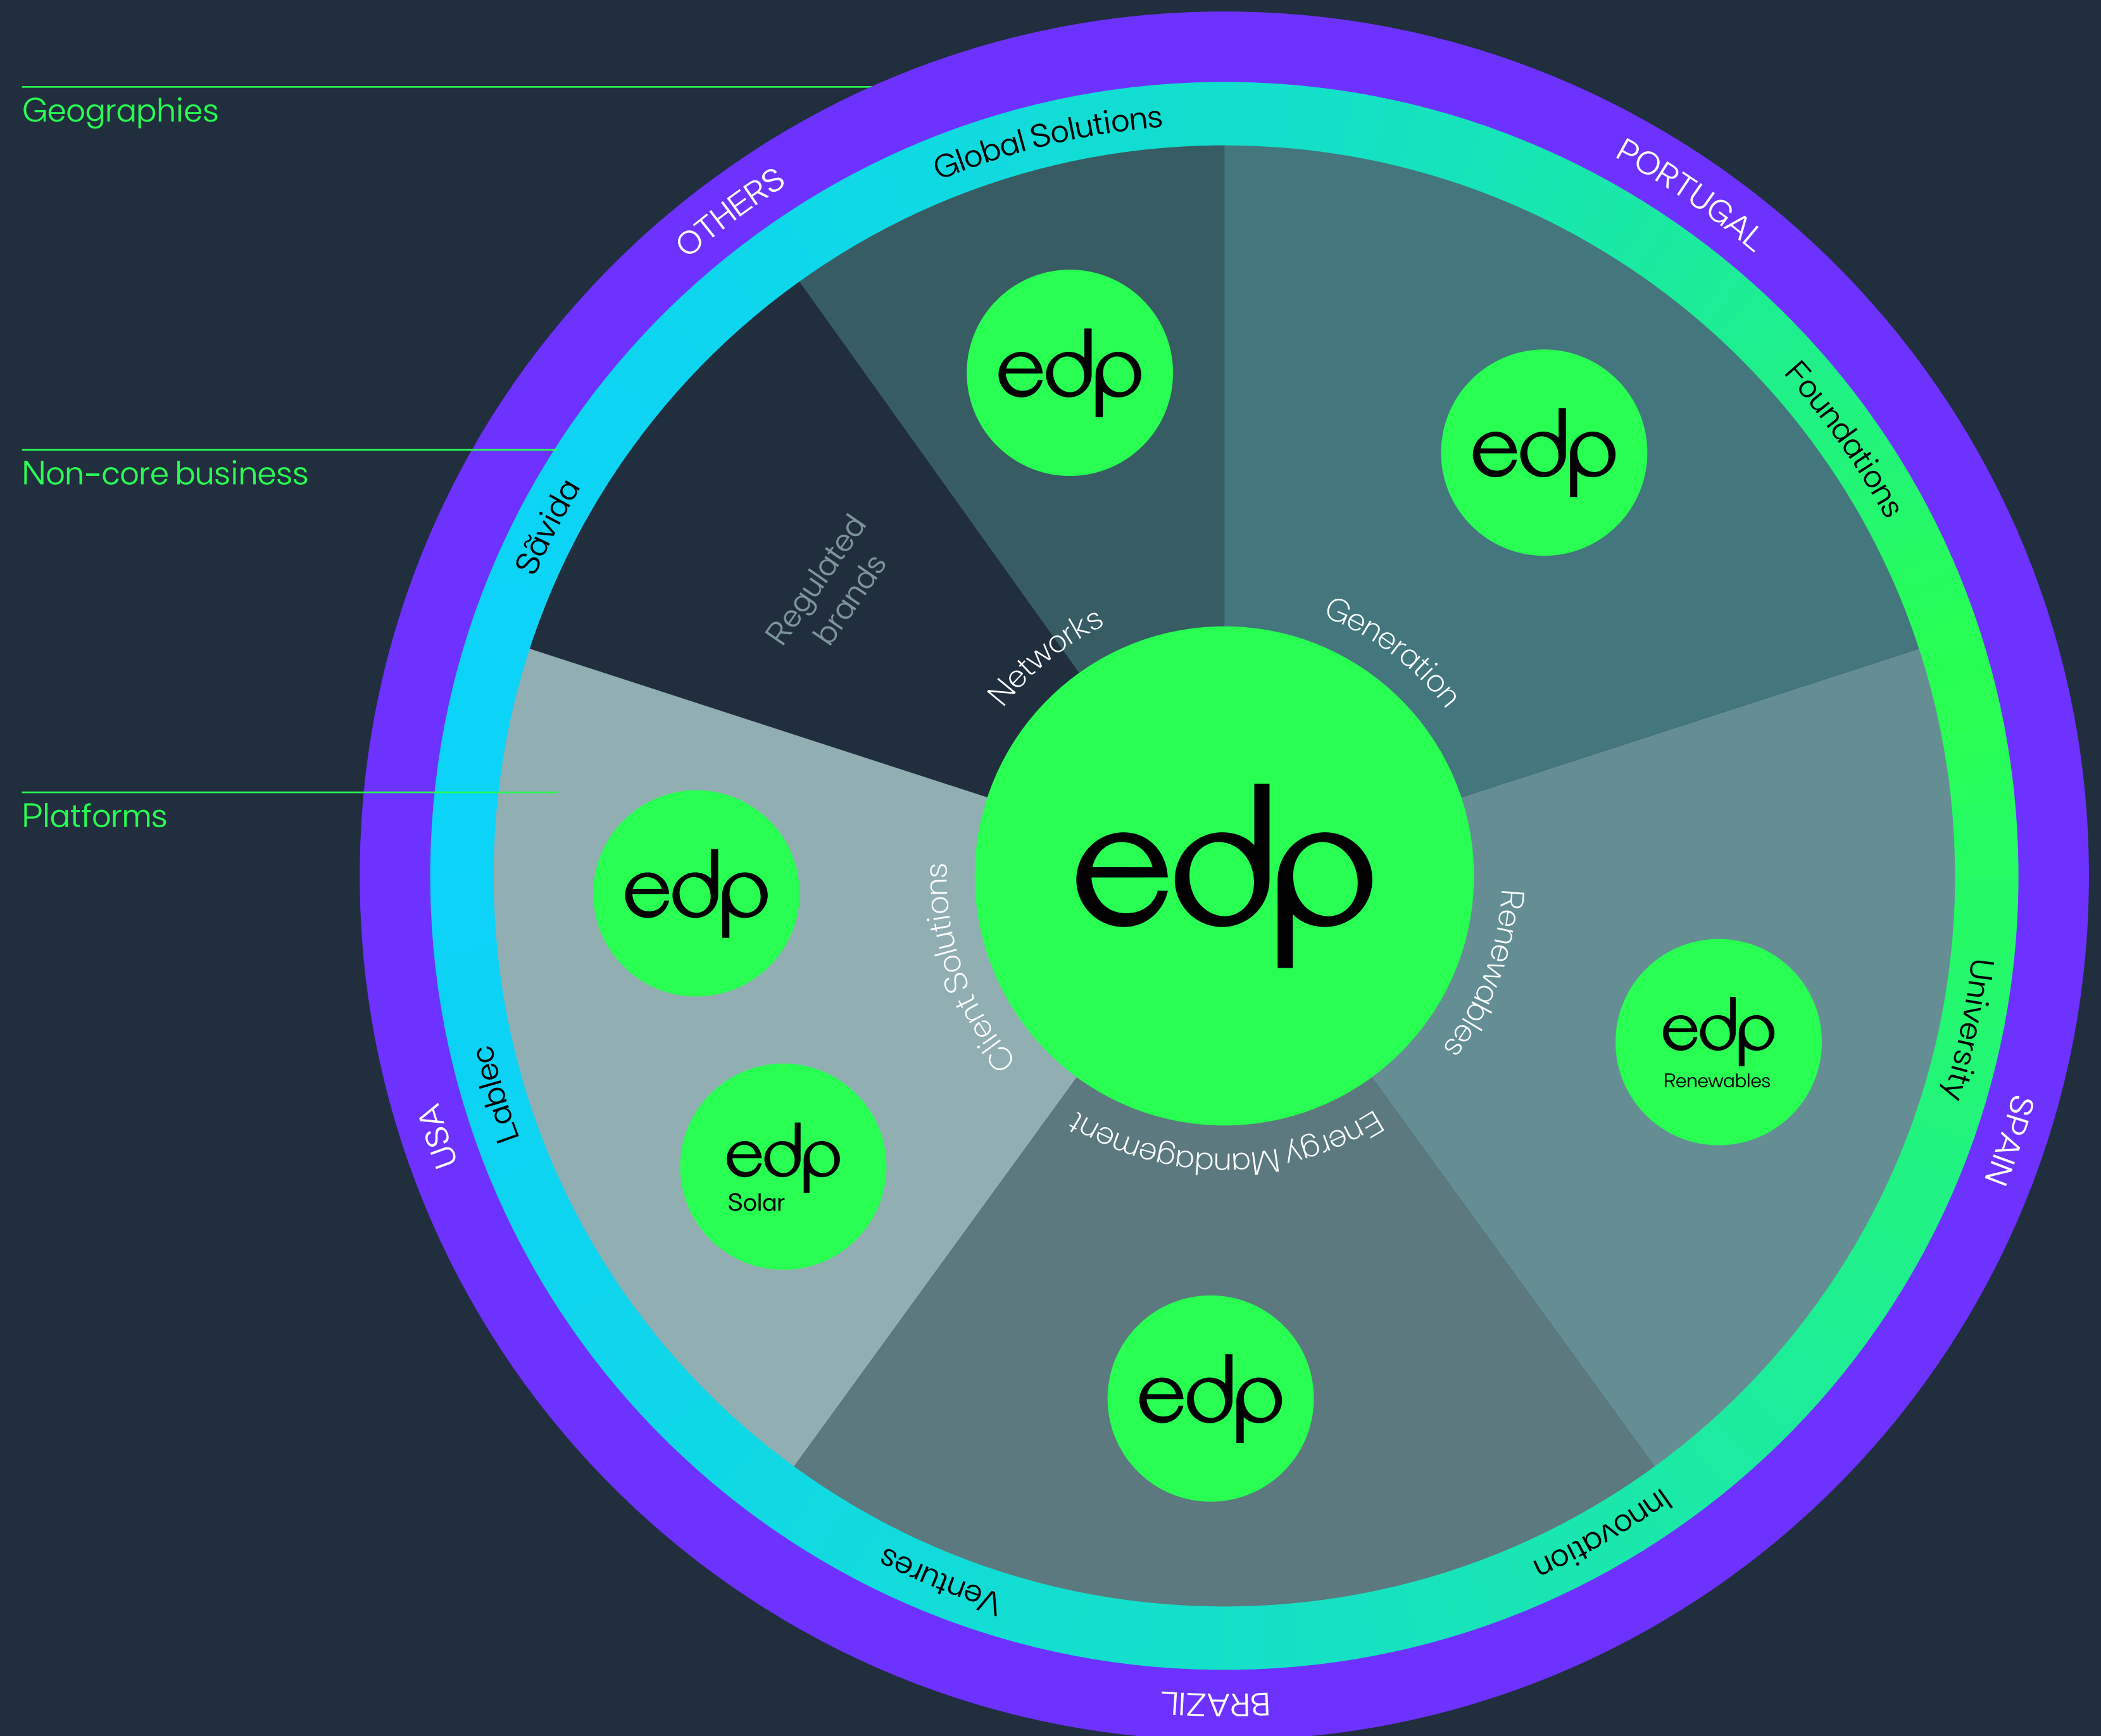 Geographies
Non-core business
Platforms
OTHERS
PORTUGAL
SPAIN
BRAZIL
USA
Global Solutions
Foundations
University
Innovation
Ventures
Lablec
Sãvida
Networks
Generation
Renewables
Energy Management
Client Solutions
Regulated
brands
edp
edp
edp
Renewables
edp
edp
Solar
edp
edp